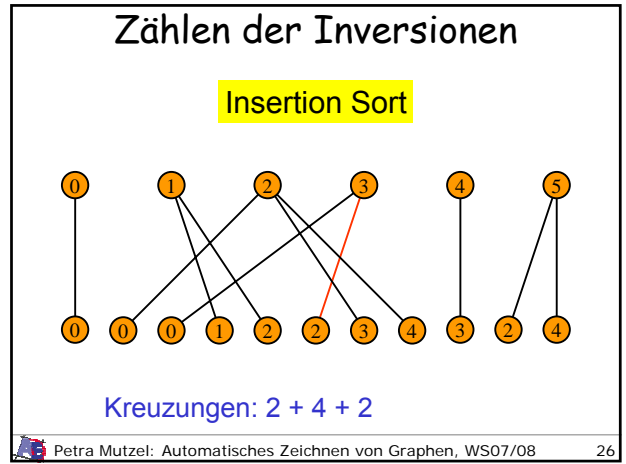 Zählen der Inversionen
Insertion Sort
0 1 2 3 4 5
0 0 0 1 2 2 3 4 3 2 4
Kreuzungen: 2 + 4 + 2
Petra Mutzel: Automatisches Zeichnen von Graphen, WS07/08 26